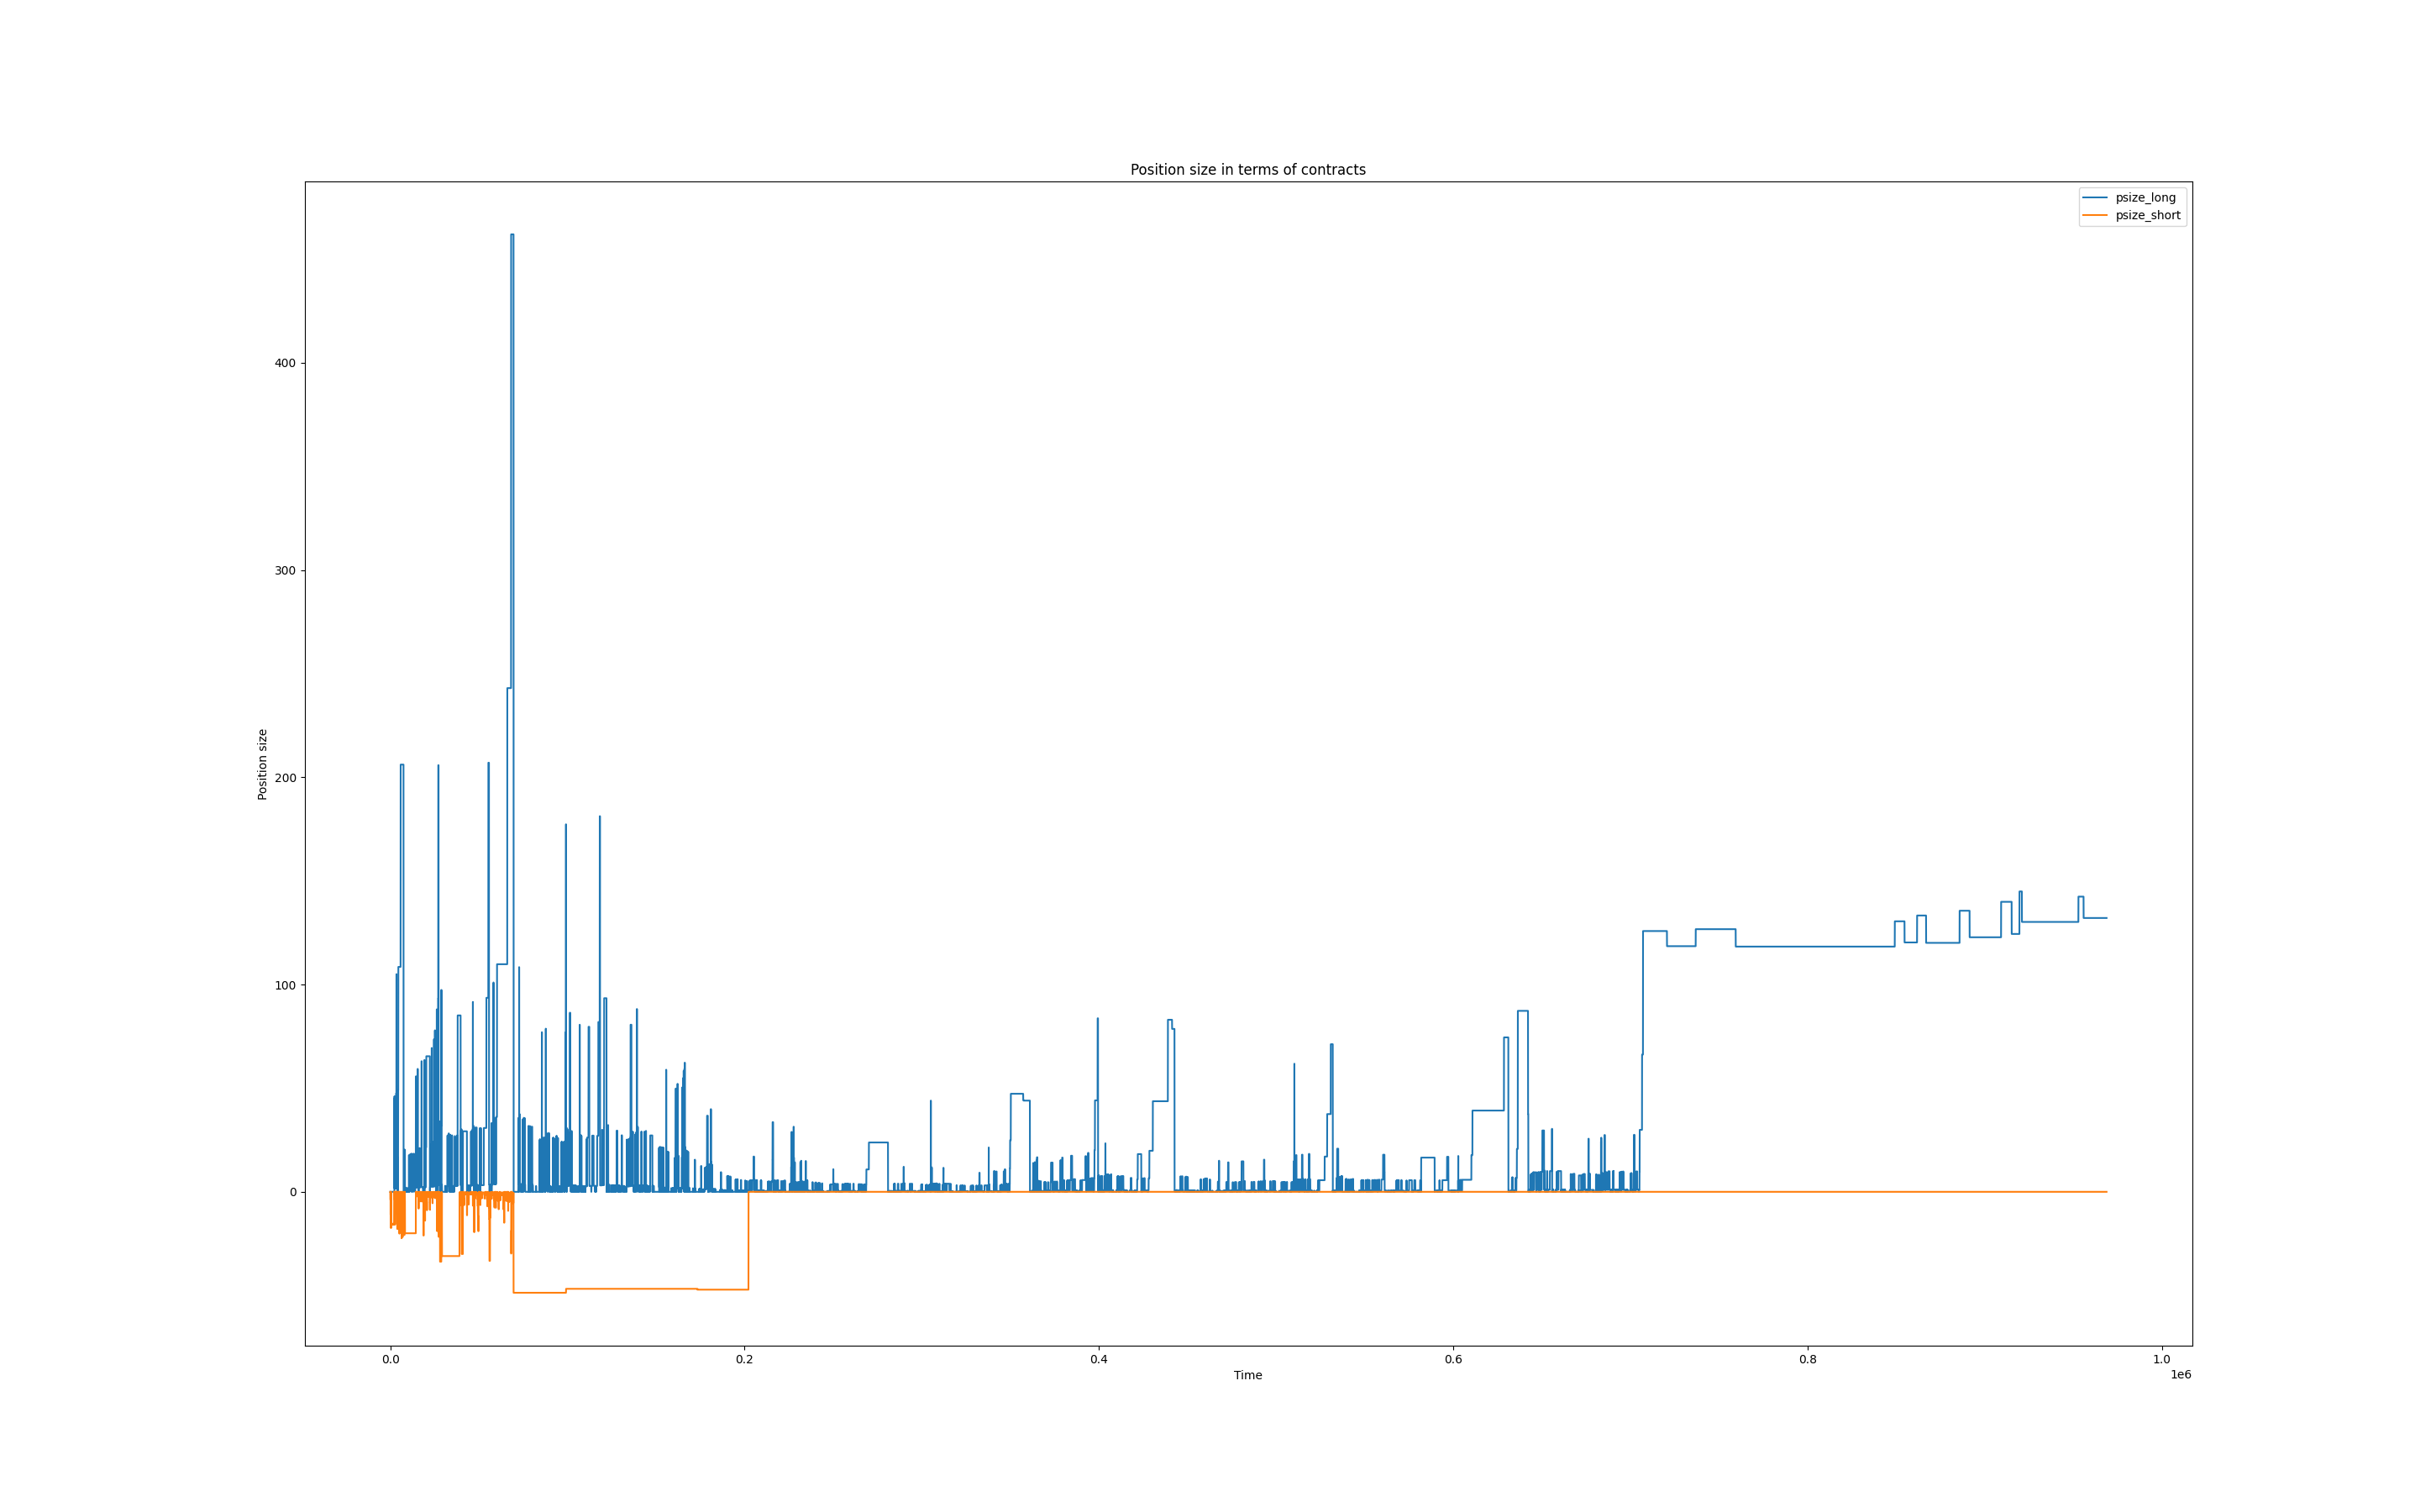 Position size in terms of contracts
psize_long
psize_short
Position size
400
300
200
100
0
0.0
0.2
0.4
0.6
0.8
1.0
Time
1e6